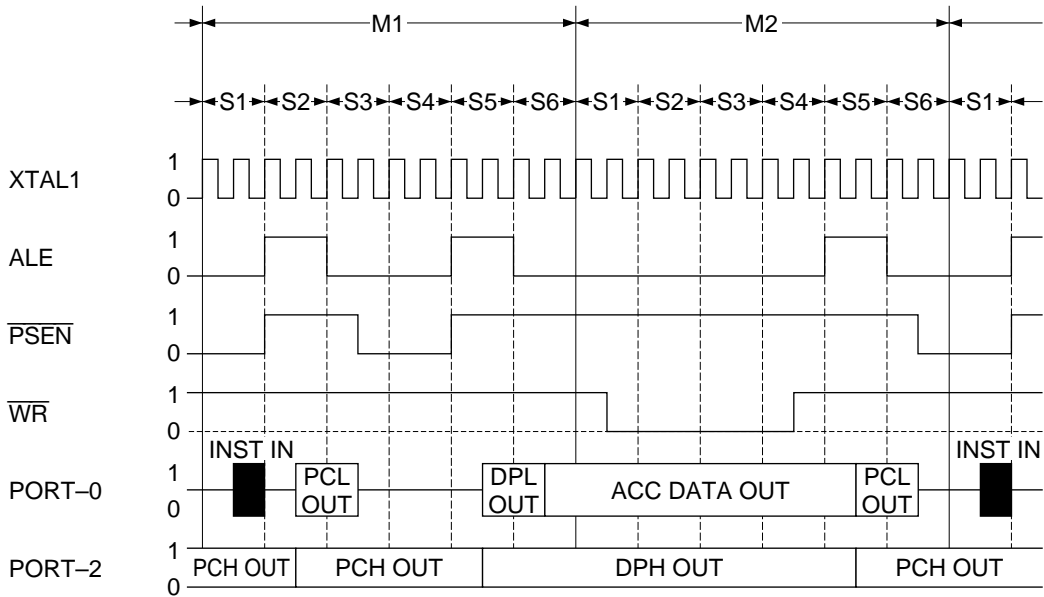 M1 M2
S1 S2 S3 S4 S5 S6 S1 S2 S3 S4 S5 S6 S1
XTAL1 1
0
ALE 1
0
PSEN 1
0
WR 1
0
INST IN INST IN
PORT–0 1
0
PCL OUT
DPL OUT
ACC DATA OUT
PCL OUT
PORT–2 1
0
PCH OUT PCH OUT DPH OUT PCH OUT